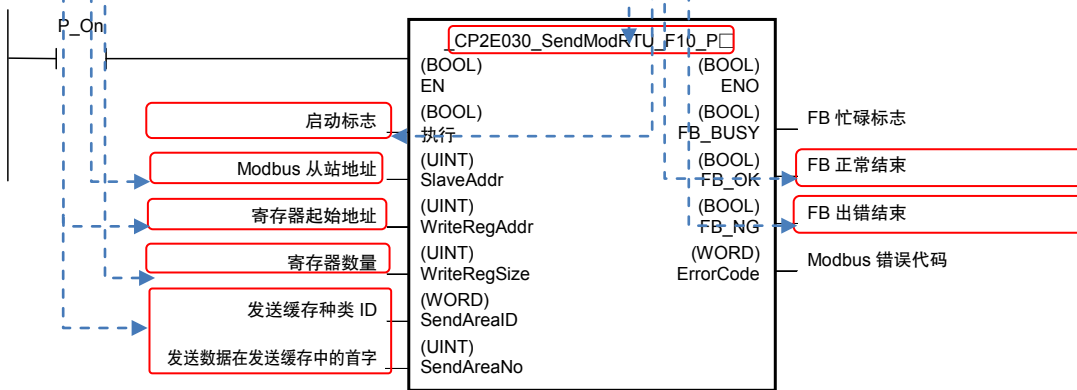 P_On
_CP2E030_SendModRTU_F10_P□
(BOOL) (BOOL)
EN ENO
启动标志 (BOOL) (BOOL) FB 忙碌标志
执行 FB_BUSY
Modbus 从站地址 (UINT) (BOOL) FB 正常结束
SlaveAddr FB_OK
寄存器起始地址 (UINT) (BOOL) FB 出错结束
WriteRegAddr FB_NG
寄存器数量 (UINT) (WORD) Modbus 错误代码
WriteRegSize ErrorCode
发送缓存种类 ID (WORD)
SendAreaID
发送数据在发送缓存中的首字 (UINT)
SendAreaNo